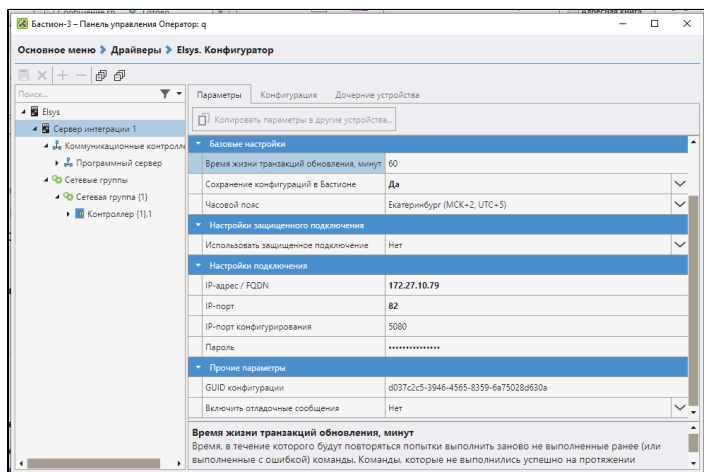 Бастион-3 – Панель управления Оператор: q
Основное меню Драйверы Elsys. Конфигуратор
Поиск...
Elsys
Сервер интеграции 1
Коммуникационные контролле
Программный сервер
Сетевые группы
Сетевая группа {1}
Контроллер {1}.1
Параметры Конфигурация Дочерние устройства
Копировать параметры в другие устройства...
Базовые настройки
Время жизни транзакций обновления, минут 60
Сохранение конфигураций в Бастионе Да
Часовой пояс Екатеринбург (МСК+2, UTC+5)
Настройки защищенного подключения
Использовать защищенное подключение Нет
Настройки подключения
IP-адрес / FQDN 172.27.10.79
IP-порт 82
IP-порт конфигурирования 5080
Пароль •••••••••••••••
Прочие параметры
GUID конфигурации d037c2c5-3946-4565-8359-6a75028d630a
Включить отладочные сообщения Нет
Время жизни транзакций обновления, минут
Время, в течение которого будут повторяться попытки выполнить заново не выполненные ранее (или
выполненные с ошибкой) команды. Команды, которые не выполнились успешно на протяжении